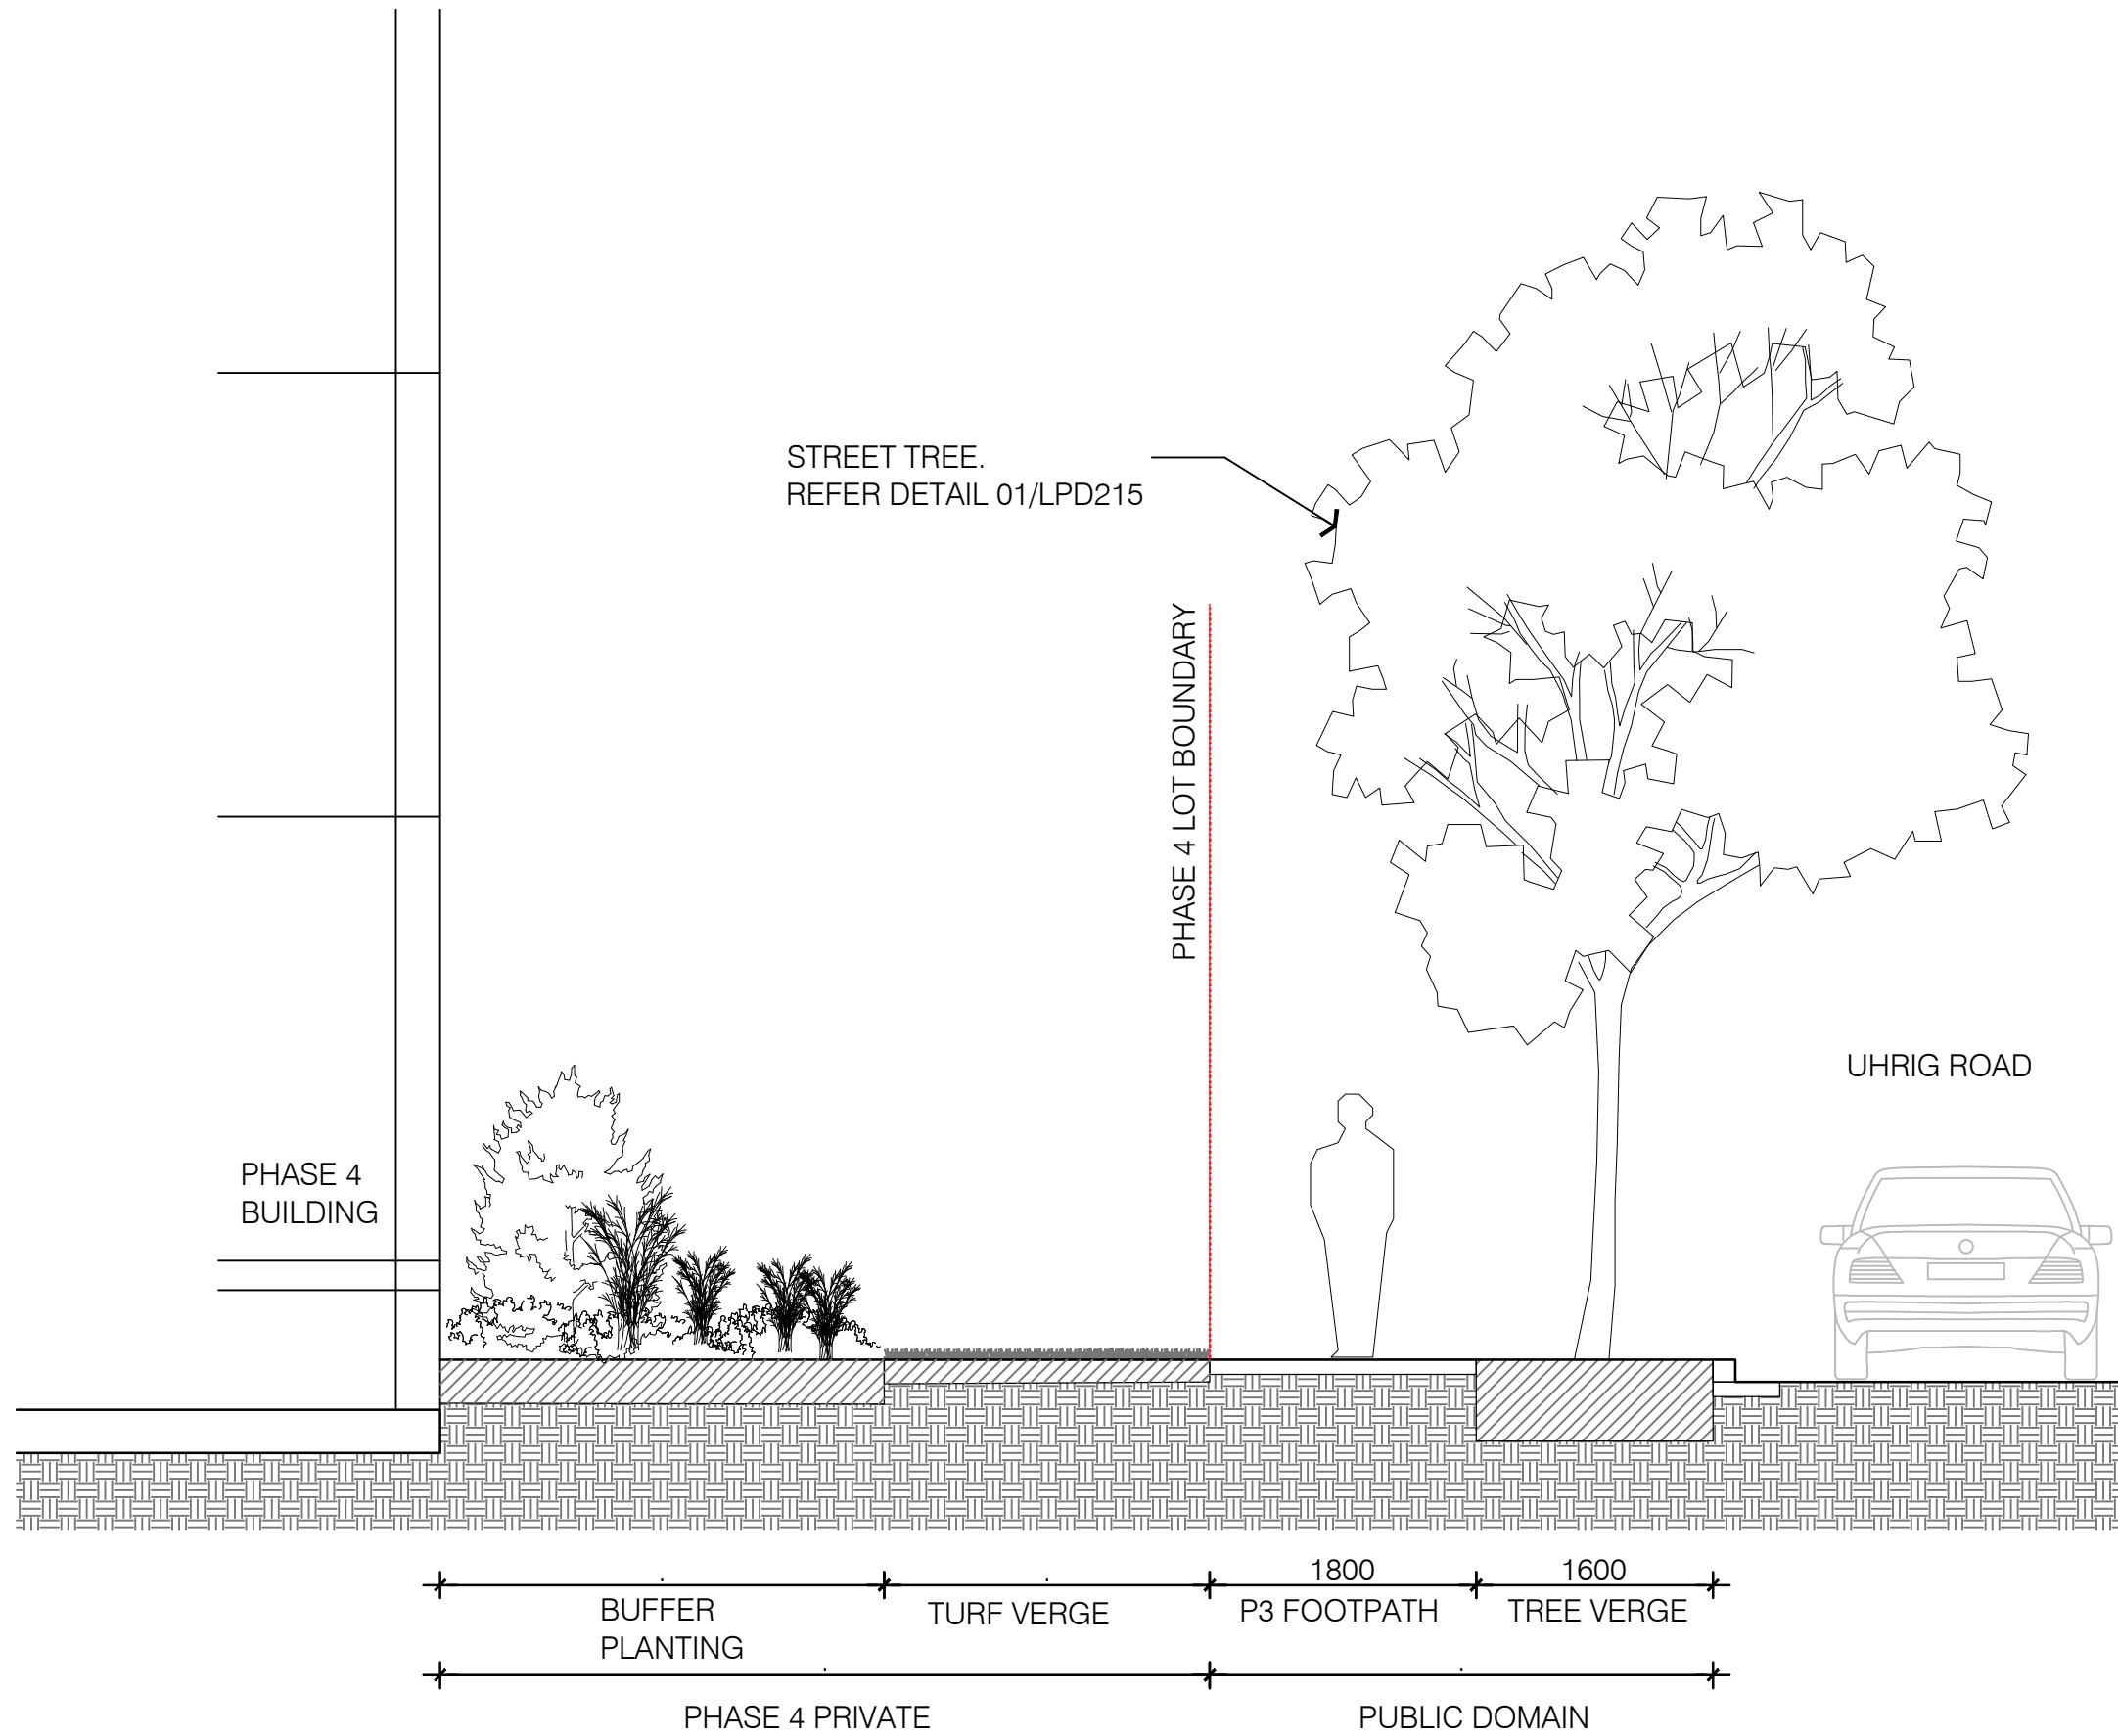 STREET TREE.
REFER DETAIL 01/LPD215
PHASE 4 LOT BOUNDARY
UHRIG ROAD
PHASE 4
BUILDING
1800
1600
BUFFER
PLANTING
TURF VERGE
P3 FOOTPATH
TREE VERGE
PHASE 4 PRIVATE
PUBLIC DOMAIN